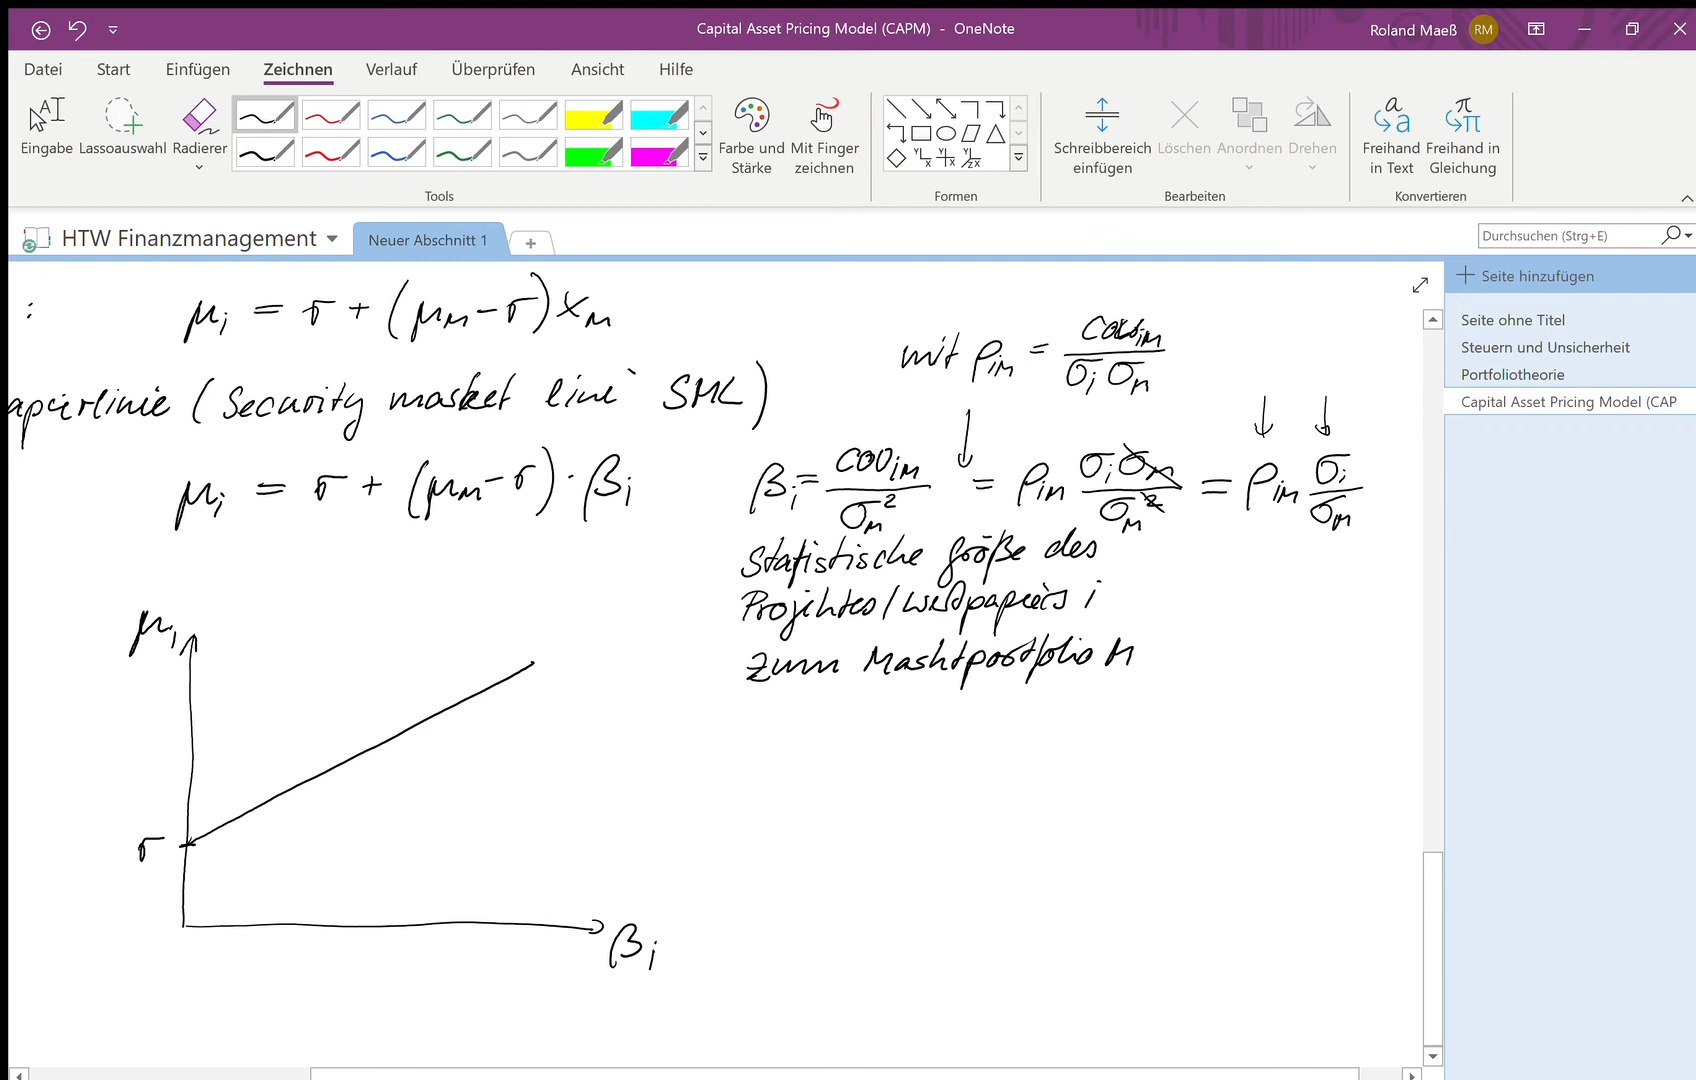 Capital Asset Pricing Model (CAPM) - OneNote
Roland Maeß RM
Datei Start Einfügen Zeichnen Verlauf Überprüfen Ansicht Hilfe
Eingabe Lassoauswahl Radierer
Farbe und Stärke
Mit Finger zeichnen
Schreibbereich einfügen
Löschen Anordnen Drehen
Freihand in Text
Freihand in Gleichung
Tools Formen Bearbeiten Konvertieren
HTW Finanzmanagement Neuer Abschnitt 1 +
Durchsuchen (Strg+E)
Seite hinzufügen
Seite ohne Titel
Steuern und Unsicherheit
Portfoliotheorie
Capital Asset Pricing Model (CAP
: μi = r + (μM - r) xM
mit ρiM = coviM / σi σM
apierlinie (Security market line SML)
μi = r + (μM - r) · βi
βi = coviM / σM² = ρiM σi σM / σM² = ρiM σi / σM
Statistische Größe des
Projektes/Wertpapiers i
zum Marktportfolio M
μi
r
βi